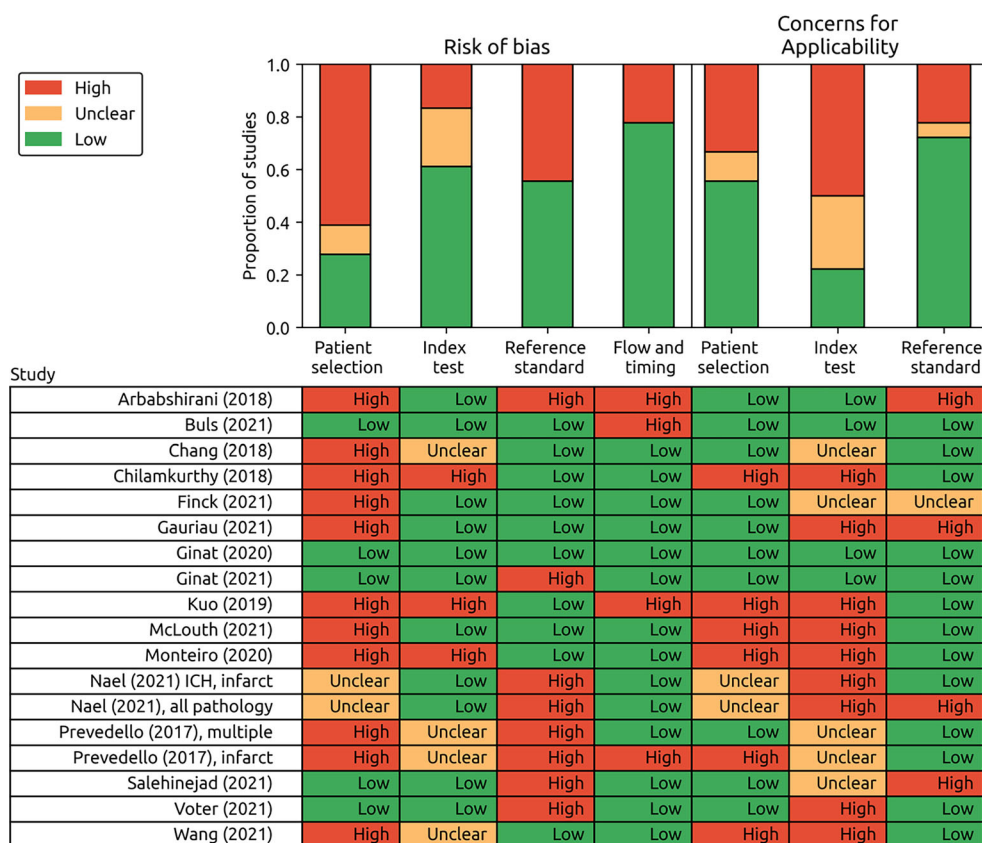 Risk of bias
Concerns for
Applicability
High
Unclear
Low
Proportion of studies
1.0
0.8
0.6
0.4
0.2
0.0
Patient selection Index test Reference standard Flow and timing Patient selection Index test Reference standard
Study
Arbabshirani (2018) High Low High High Low Low High
Buls (2021) Low Low Low High Low Low Low
Chang (2018) High Unclear Low Low Low Unclear Low
Chilamkurthy (2018) High High Low Low High High Low
Finck (2021) High Low Low Low Low Unclear Unclear
Gauriau (2021) High Low Low Low Low High High
Ginat (2020) Low Low Low Low Low Low Low
Ginat (2021) Low Low High Low Low Low Low
Kuo (2019) High High Low High High High Low
McLouth (2021) High Low Low Low High High Low
Monteiro (2020) High High Low Low High High Low
Nael (2021) ICH, infarct Unclear Low High Low Unclear High Low
Nael (2021), all pathology Unclear Low High Low Unclear High High
Prevedello (2017), multiple High Unclear High Low Low Unclear Low
Prevedello (2017), infarct High Unclear High High High Unclear Low
Salehinejad (2021) Low Low High Low Low Unclear High
Voter (2021) Low Low High Low Low High Low
Wang (2021) High Unclear Low Low High High Low